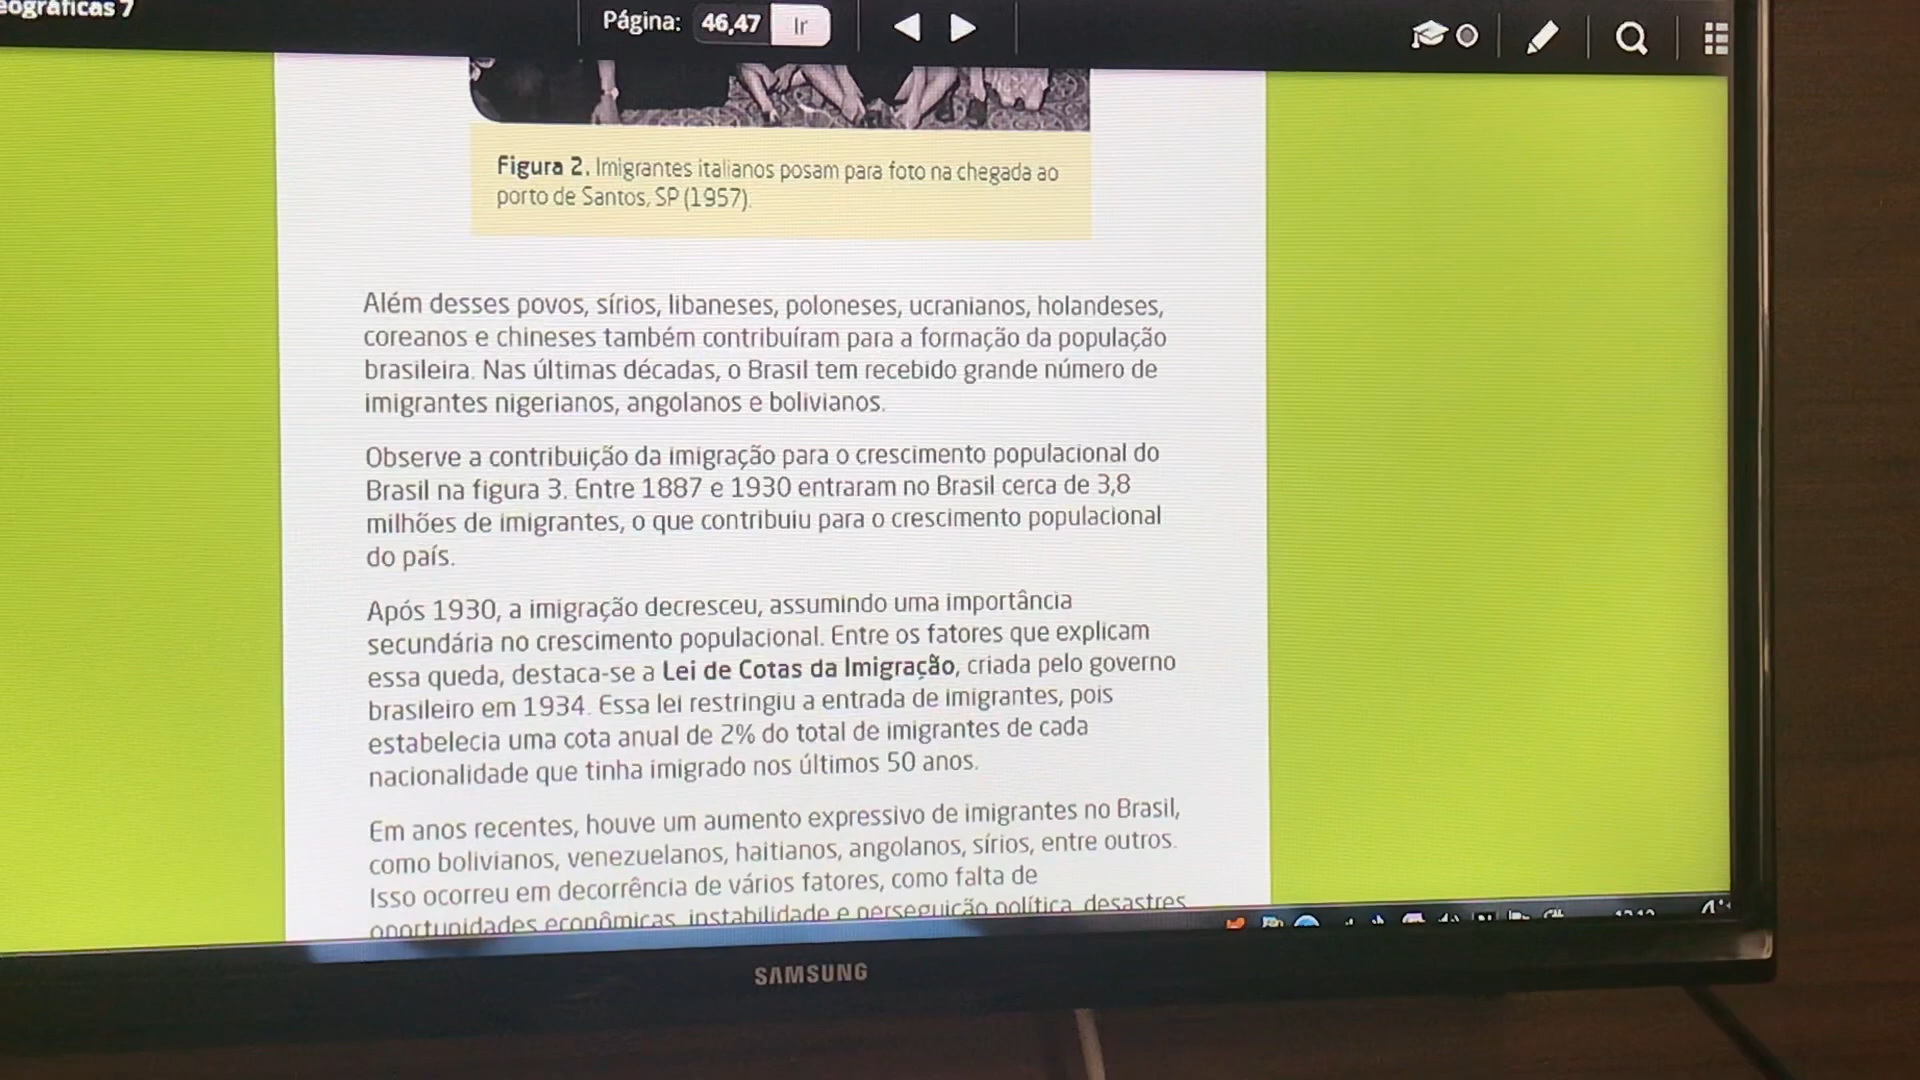 eográficas 7
Página: 46,47 Ir
Figura 2. Imigrantes italianos posam para foto na chegada ao
porto de Santos, SP (1957).
Além desses povos, sírios, libaneses, poloneses, ucranianos, holandeses,
coreanos e chineses também contribuíram para a formação da população
brasileira. Nas últimas décadas, o Brasil tem recebido grande número de
imigrantes nigerianos, angolanos e bolivianos.
Observe a contribuição da imigração para o crescimento populacional do
Brasil na figura 3. Entre 1887 e 1930 entraram no Brasil cerca de 3,8
milhões de imigrantes, o que contribuiu para o crescimento populacional
do país.
Após 1930, a imigração decresceu, assumindo uma importância
secundária no crescimento populacional. Entre os fatores que explicam
essa queda, destaca-se a Lei de Cotas da Imigração, criada pelo governo
brasileiro em 1934. Essa lei restringiu a entrada de imigrantes, pois
estabelecia uma cota anual de 2% do total de imigrantes de cada
nacionalidade que tinha imigrado nos últimos 50 anos.
Em anos recentes, houve um aumento expressivo de imigrantes no Brasil,
como bolivianos, venezuelanos, haitianos, angolanos, sírios, entre outros.
Isso ocorreu em decorrência de vários fatores, como falta de
oportunidades econômicas, instabilidade e perseguição política, desastres
SAMSUNG